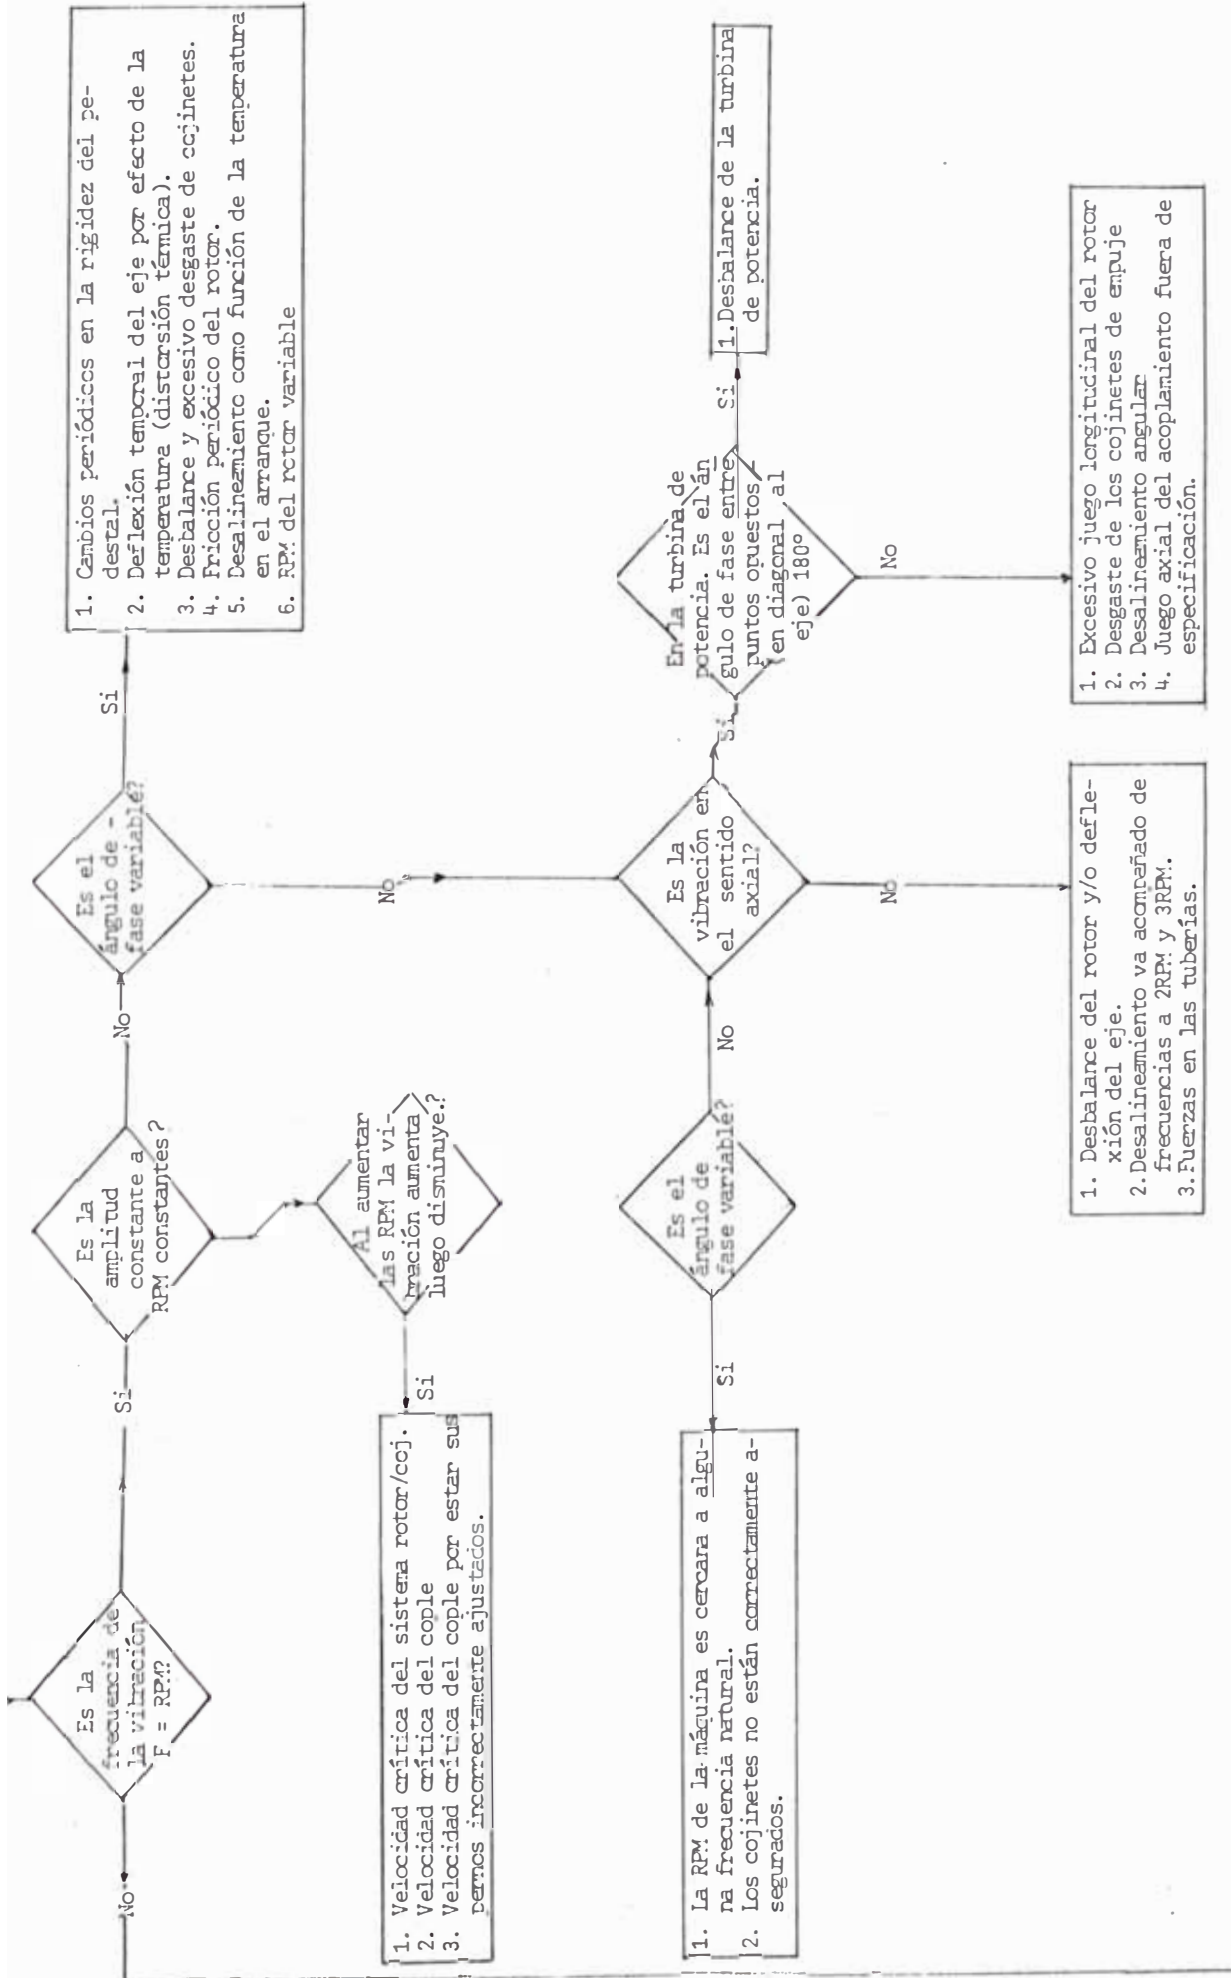 Es la
frecuencia de
la vibración
F = RPM?
No
Si
Es la
amplitud
constante a
RPM constantes?
No
Es el
ángulo de -
fase variable?
Si
1. Cambios periódicos en la rigidez del pe-
destal.
2. Deflexión temporal del eje por efecto de la
temperatura (distorsión térmica).
3. Desbalance y excesivo desgaste de cojinetes.
4. Fricción periódico del rotor.
5. Desalineamiento como función de la temperatura
en el arranque.
6. RPM del rotor variable
No
Al aumentar
las RPM la vi-
bración aumenta
luego disminuye.?
Si
1. Velocidad crítica del sistema rotor/coj.
2. Velocidad crítica del cople
3. Velocidad crítica del cople por estar sus
pernos incorrectamente ajustados.
Es el
ángulo de
fase variable?
Si
1. La RPM de la máquina es cercana a algu-
na frecuencia natural.
2. Los cojinetes no están correctamente a-
segurados.
No
Es la
vibración en
el sentido
axial?
Si
No
1. Desbalance del rotor y/o defle-
xión del eje.
2. Desalineamiento va acompañado de
frecuencias a 2RPM y 3RPM.
3. Fuerzas en las tuberías.
En la turbina de
potencia. Es el án
gulo de fase entre
puntos opuestos
(en diagonal al
eje) 180°
Si
1. Desbalance de la turbina
de potencia.
No
1. Excesivo juego longitudinal del rotor
2. Desgaste de los cojinetes de empuje
3. Desalineamiento angular
4. Juego axial del acoplamiento fuera de
especificación.